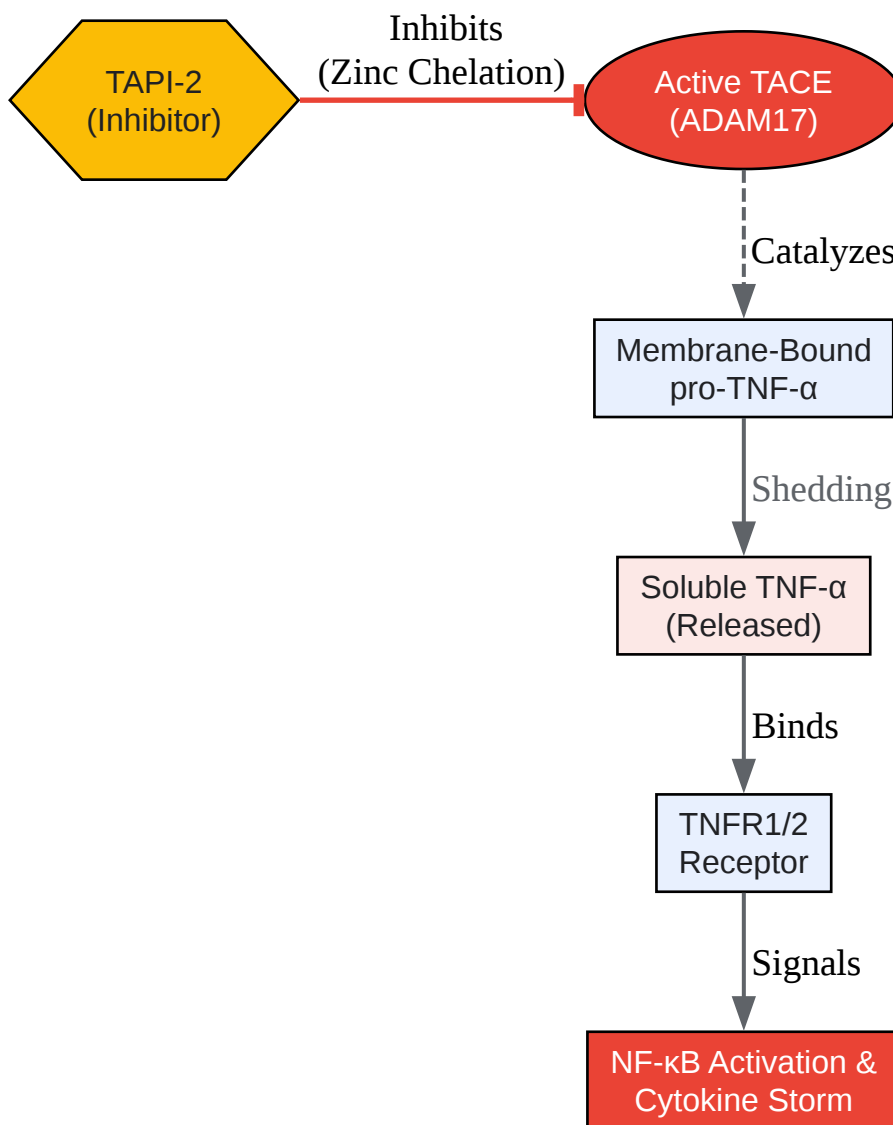 Inhibits
(Zinc Chelation)
TAPI-2
(Inhibitor)
Active TACE
(ADAM17)
Catalyzes
Membrane-Bound
pro-TNF-α
Shedding
Soluble TNF-α
(Released)
Binds
TNFR1/2
Receptor
Signals
NF-κB Activation &
Cytokine Storm